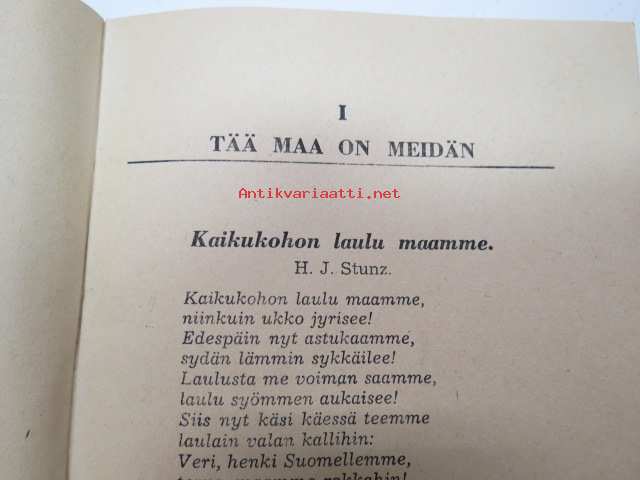 I
TÄÄ MAA ON MEIDÄN
Antikvariaatti.net
Kaikukohon laulu maamme.
H. J. Stunz.
Kaikukohon laulu maamme,
niinkuin ukko jyrisee!
Edespäin nyt astukaamme,
sydän lämmin sykkäilee!
Laulusta me voiman saamme,
laulu syömmen aukaisee!
Siis nyt käsi käessä teemme
laulain valan kallihin:
Veri, henki Suomellemme,